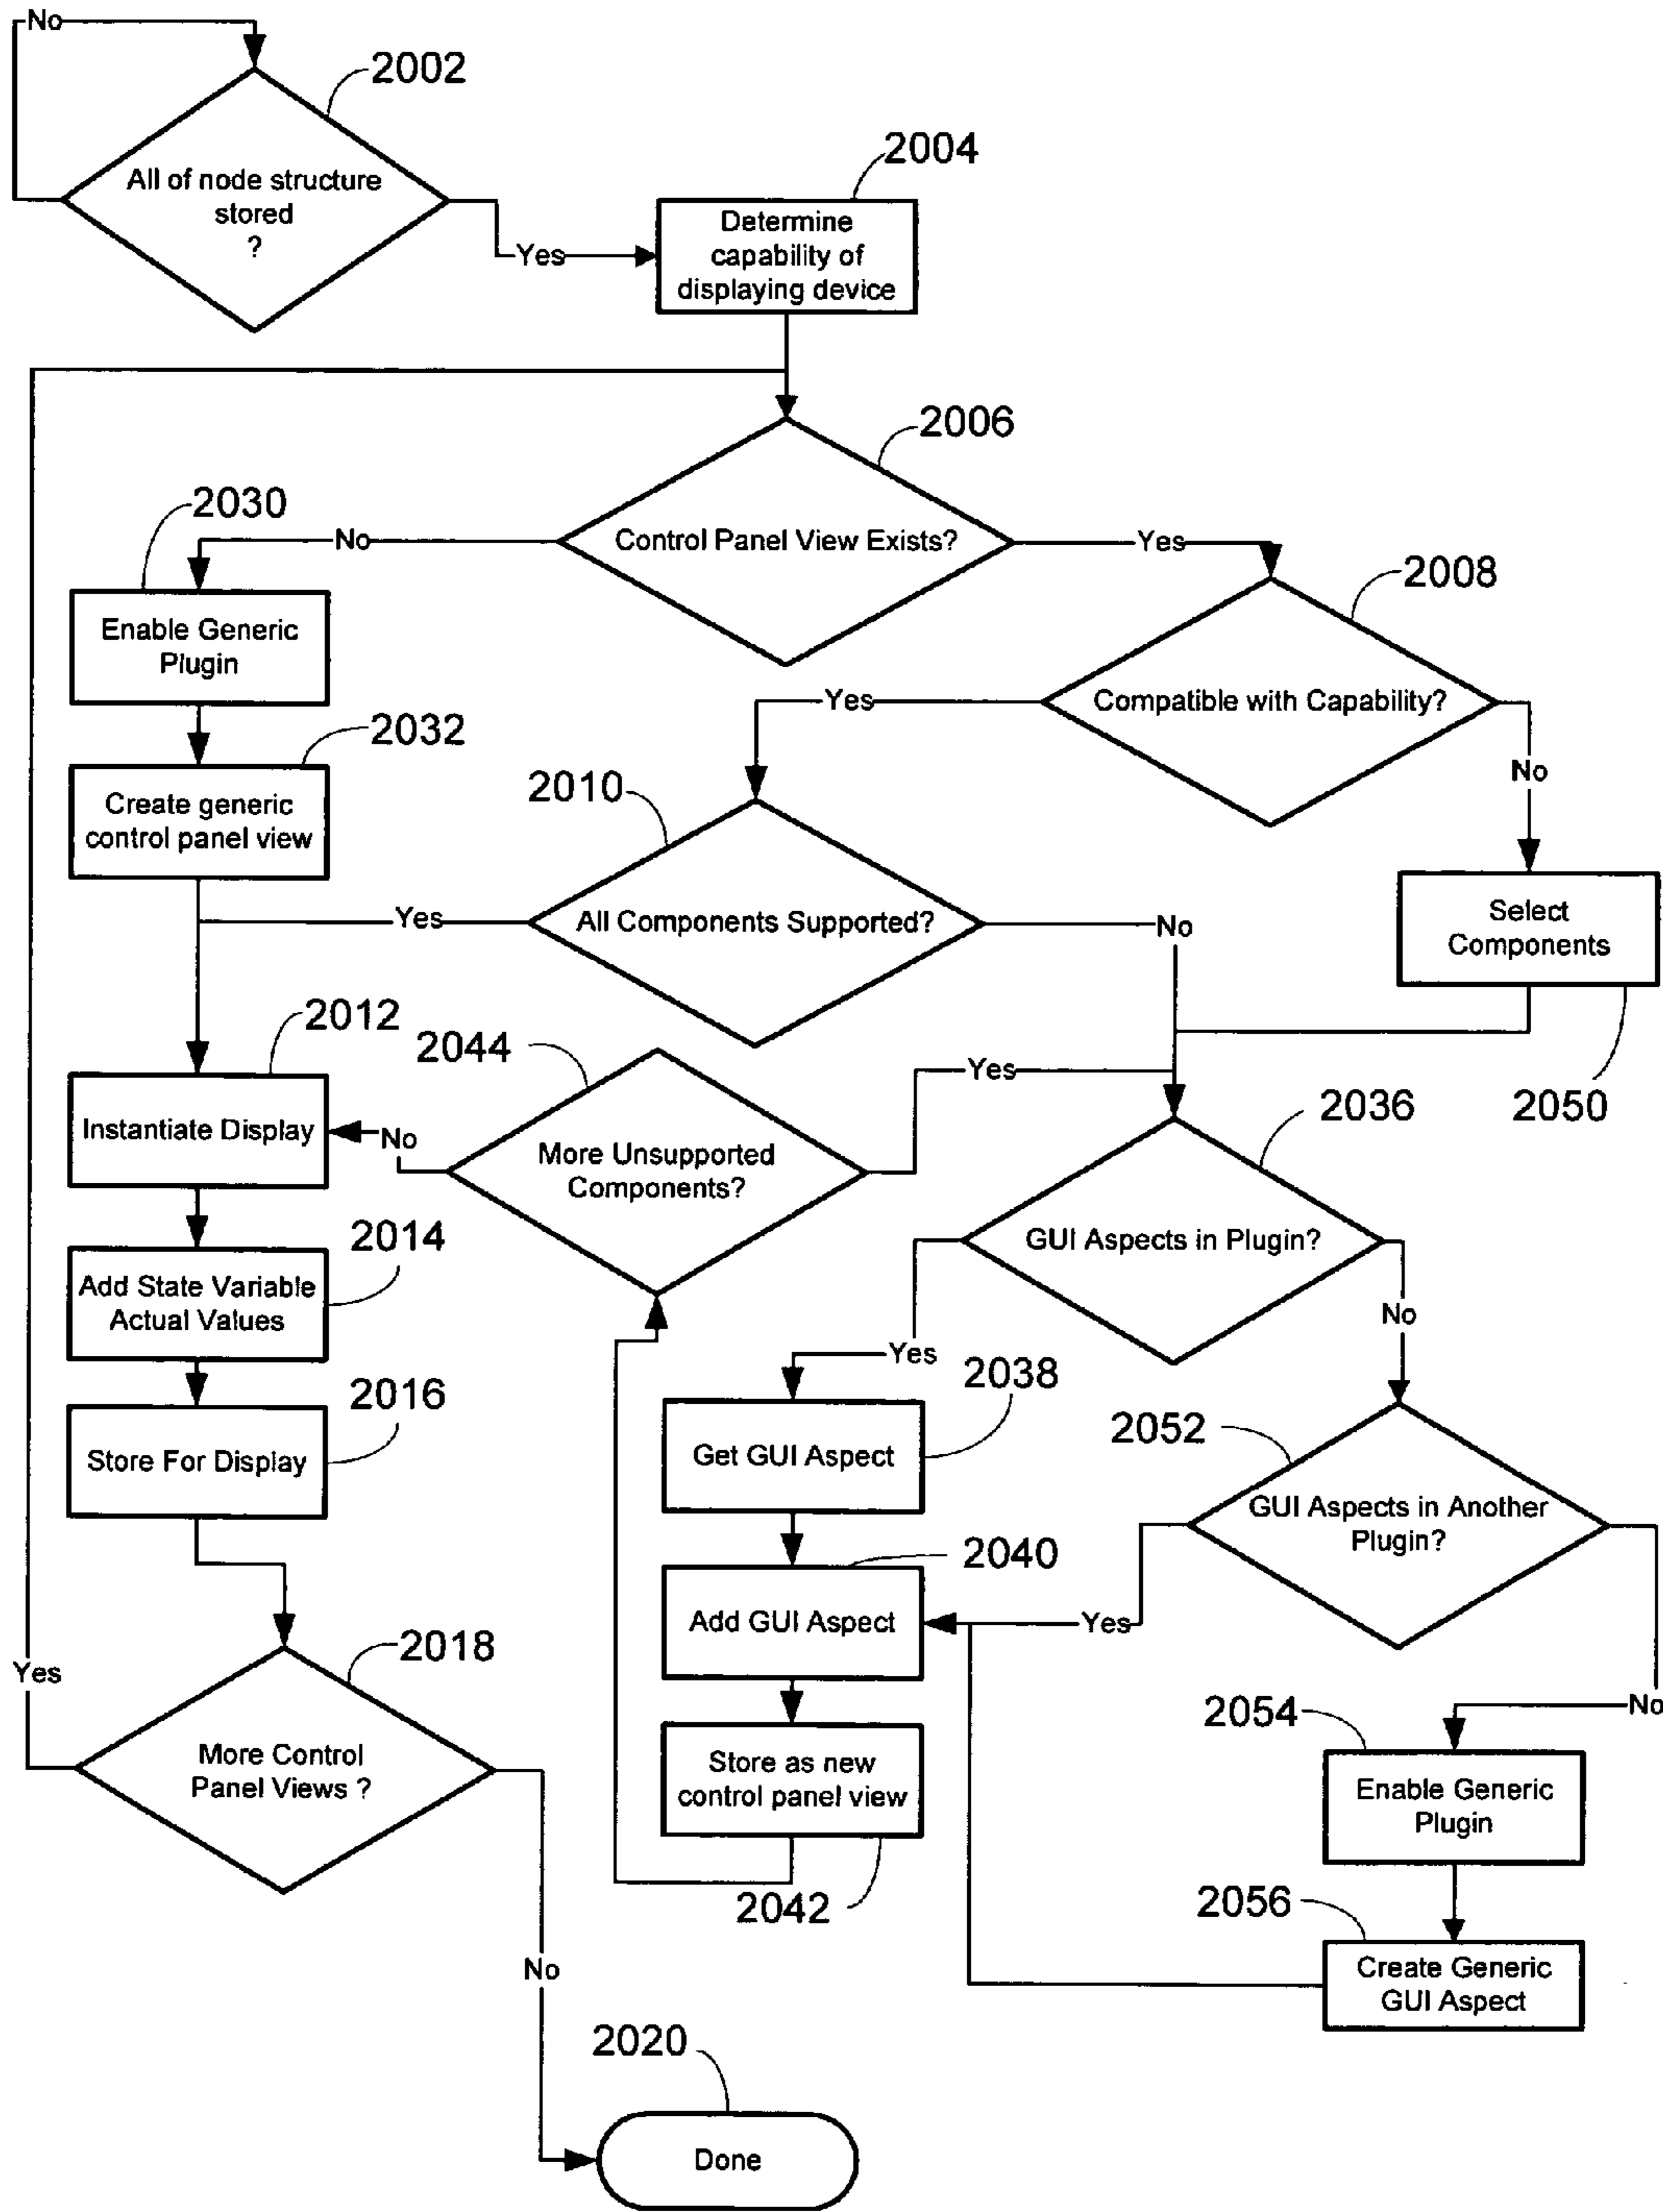 No
2002
All of node structure
stored
?
Yes
2004
Determine
capability of
displaying device
2006
Control Panel View Exists?
No
Yes
2030
Enable Generic
Plugin
2008
Compatible with Capability?
Yes
No
2032
Create generic
control panel view
2010
All Components Supported?
Yes
No
Select
Components
2050
2012
Instantiate Display
2044
More Unsupported
Components?
No
Yes
2036
GUI Aspects in Plugin?
Yes
No
2014
Add State Variable
Actual Values
2016
Store For Display
2038
Get GUI Aspect
2052
GUI Aspects in Another
Plugin?
Yes
No
2040
Add GUI Aspect
2018
More Control
Panel Views ?
Yes
No
Store as new
control panel view
2042
2054
Enable Generic
Plugin
2056
Create Generic
GUI Aspect
2020
Done